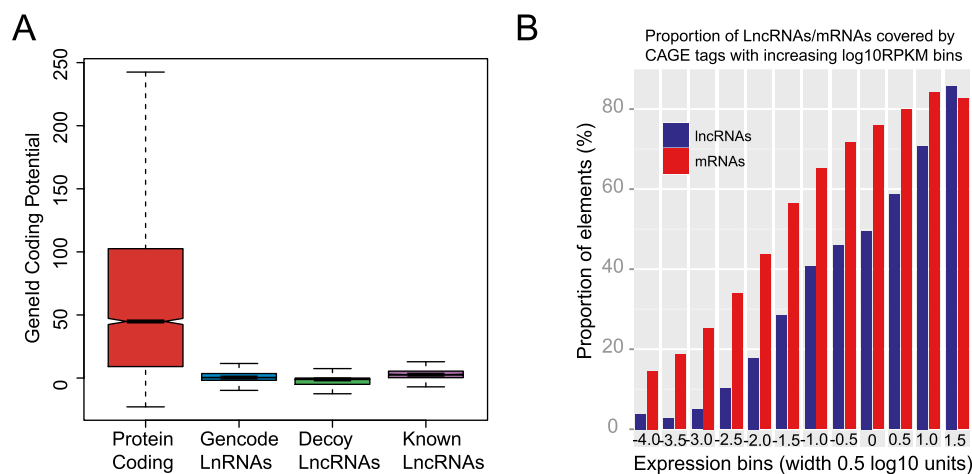 A
GeneId Coding Potential
250
200
150
100
50
0
Protein Coding
Gencode LnRNAs
Decoy LncRNAs
Known LncRNAs
B
Proportion of LncRNAs/mRNAs covered by
CAGE tags with increasing log10RPKM bins
Proportion of elements (%)
80
60
40
20
0
lncRNAs
mRNAs
-4.0 -3.5 -3.0 -2.5 -2.0 -1.5 -1.0 -0.5 0 0.5 1.0 1.5
Expression bins (width 0.5 log10 units)